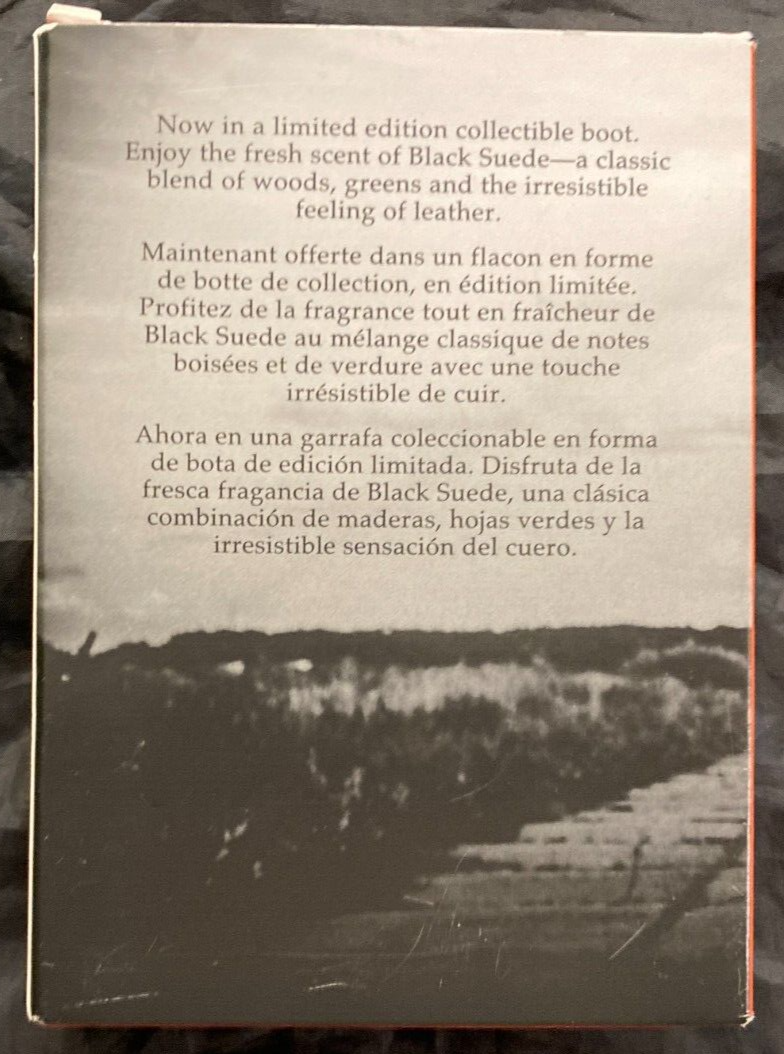 Now in a limited edition collectible boot.
Enjoy the fresh scent of Black Suede—a classic
blend of woods, greens and the irresistible
feeling of leather.
Maintenant offerte dans un flacon en forme
de botte de collection, en édition limitée.
Profitez de la fragrance tout en fraîcheur de
Black Suede au mélange classique de notes
boisées et de verdure avec une touche
irrésistible de cuir.
Ahora en una garrafa coleccionable en forma
de bota de edición limitada. Disfruta de la
fresca fragancia de Black Suede, una clásica
combinación de maderas, hojas verdes y la
irresistible sensación del cuero.